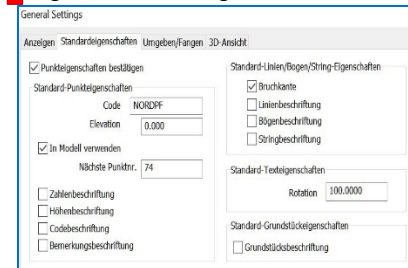 General Settings
Anzeigen Standardeigenschaften Umgeben/Fangen 3D-Ansicht
Punkteigenschaften bestätigen
Standard-Punkteigenschaften
Code NORDPF
Elevation 0.000
In Modell verwenden
Nächste Punktnr. 74
Zahlenbeschriftung
Höhenbeschriftung
Codebeschriftung
Bemerkungsbeschriftung
Standard-Linien/Bogen/String-Eigenschaften
Bruchkante
Linienbeschriftung
Bögenbeschriftung
Stringbeschriftung
Standard-Texteigenschaften
Rotation 100.0000
Standard-Grundstückeigenschaften
Grundstücksbeschriftung